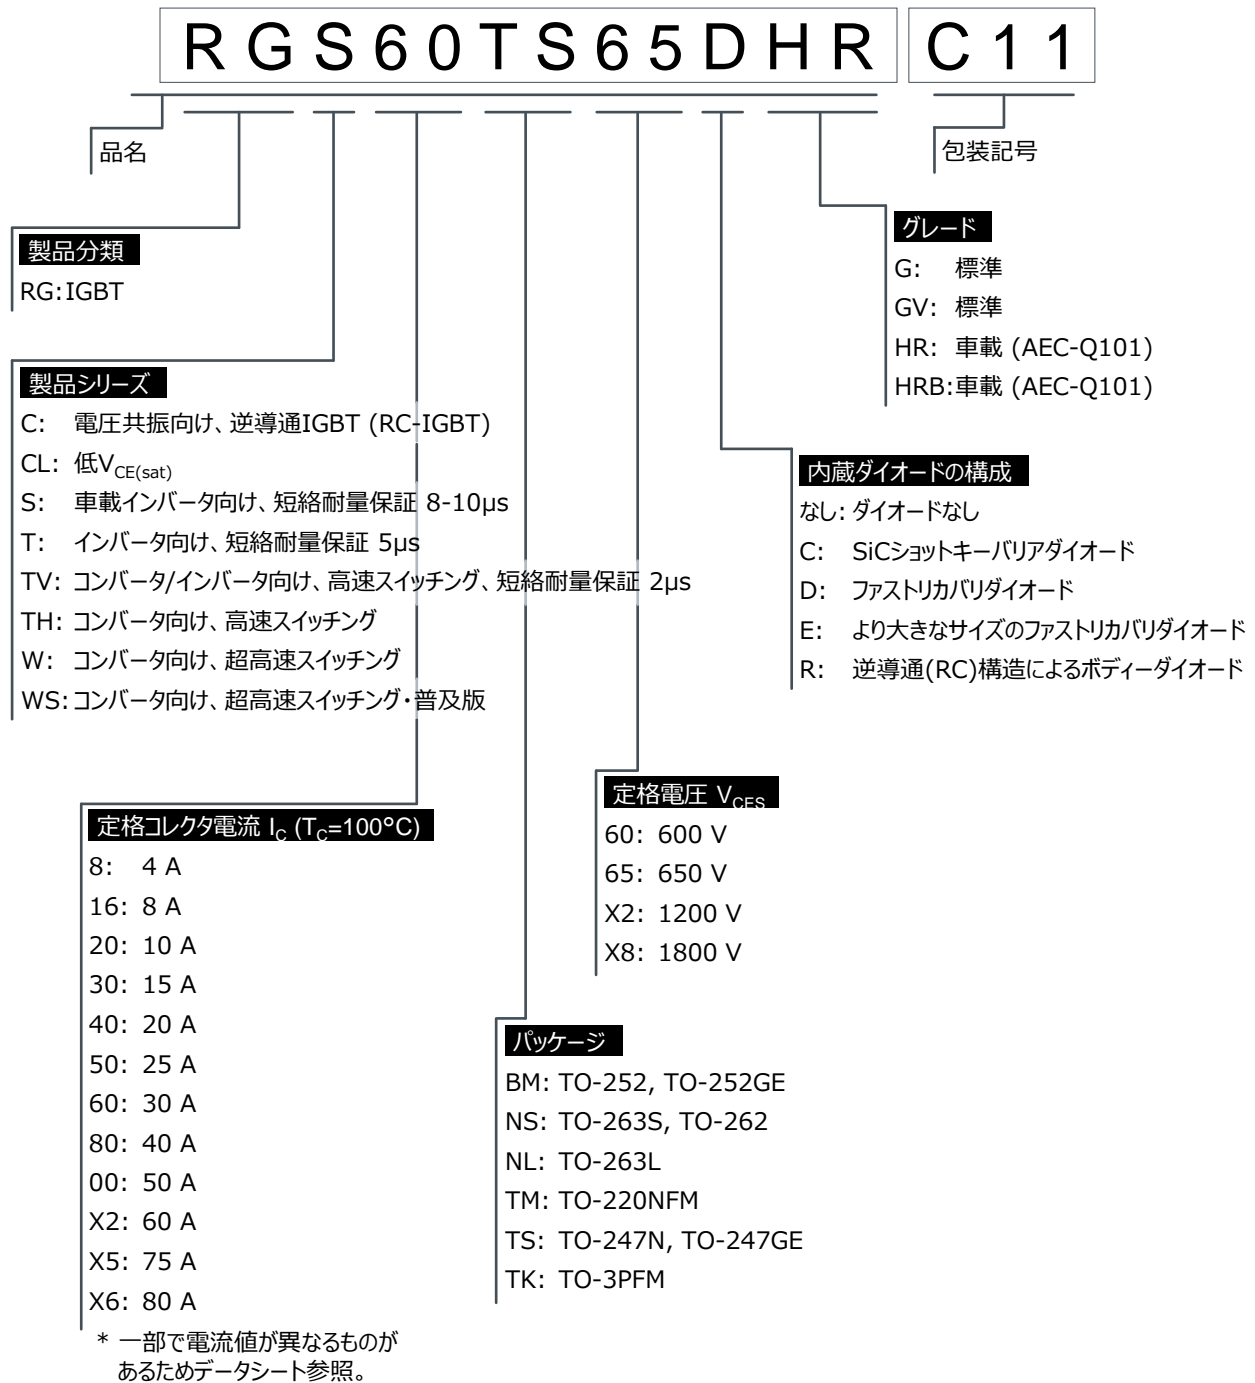 RGS60TS65DHR C11
品名
包装記号
製品分類
RG:IGBT
グレード
G: 標準
GV: 標準
HR: 車載 (AEC-Q101)
HRB:車載 (AEC-Q101)
製品シリーズ
C: 電圧共振向け、逆導通IGBT (RC-IGBT)
CL: 低VCE(sat)
S: 車載インバータ向け、短絡耐量保証 8-10μs
T: インバータ向け、短絡耐量保証 5μs
TV: コンバータ/インバータ向け、高速スイッチング、短絡耐量保証 2μs
TH: コンバータ向け、高速スイッチング
W: コンバータ向け、超高速スイッチング
WS: コンバータ向け、超高速スイッチング・普及版
内蔵ダイオードの構成
なし: ダイオードなし
C: SiCショットキーバリアダイオード
D: ファストリカバリダイオード
E: より大きなサイズのファストリカバリダイオード
R: 逆導通(RC)構造によるボディーダイオード
定格コレクタ電流 IC (TC=100°C)
8: 4 A
16: 8 A
20: 10 A
30: 15 A
40: 20 A
50: 25 A
60: 30 A
80: 40 A
00: 50 A
X2: 60 A
X5: 75 A
X6: 80 A
* 一部で電流値が異なるものが
あるためデータシート参照。
定格電圧 VCES
60: 600 V
65: 650 V
X2: 1200 V
X8: 1800 V
パッケージ
BM: TO-252, TO-252GE
NS: TO-263S, TO-262
NL: TO-263L
TM: TO-220NFM
TS: TO-247N, TO-247GE
TK: TO-3PFM